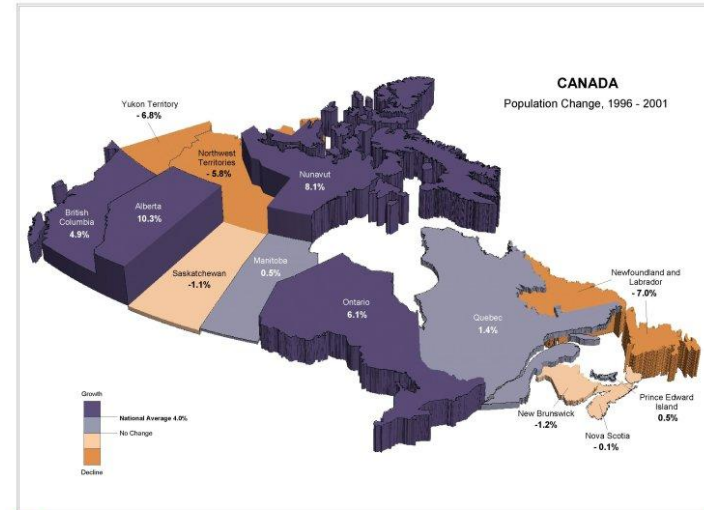 CANADA
Population Change, 1996 - 2001
Yukon Territory
- 6.8%
Northwest
Territories
- 5.8%
Nunavut
8.1%
British
Columbia
4.9%
Alberta
10.3%
Saskatchewan
-1.1%
Manitoba
0.5%
Ontario
6.1%
Quebec
1.4%
Newfoundland and
Labrador
- 7.0%
Prince Edward
Island
0.5%
New Brunswick
-1.2%
Nova Scotia
- 0.1%
Growth
National Average 4.0%
No Change
Decline